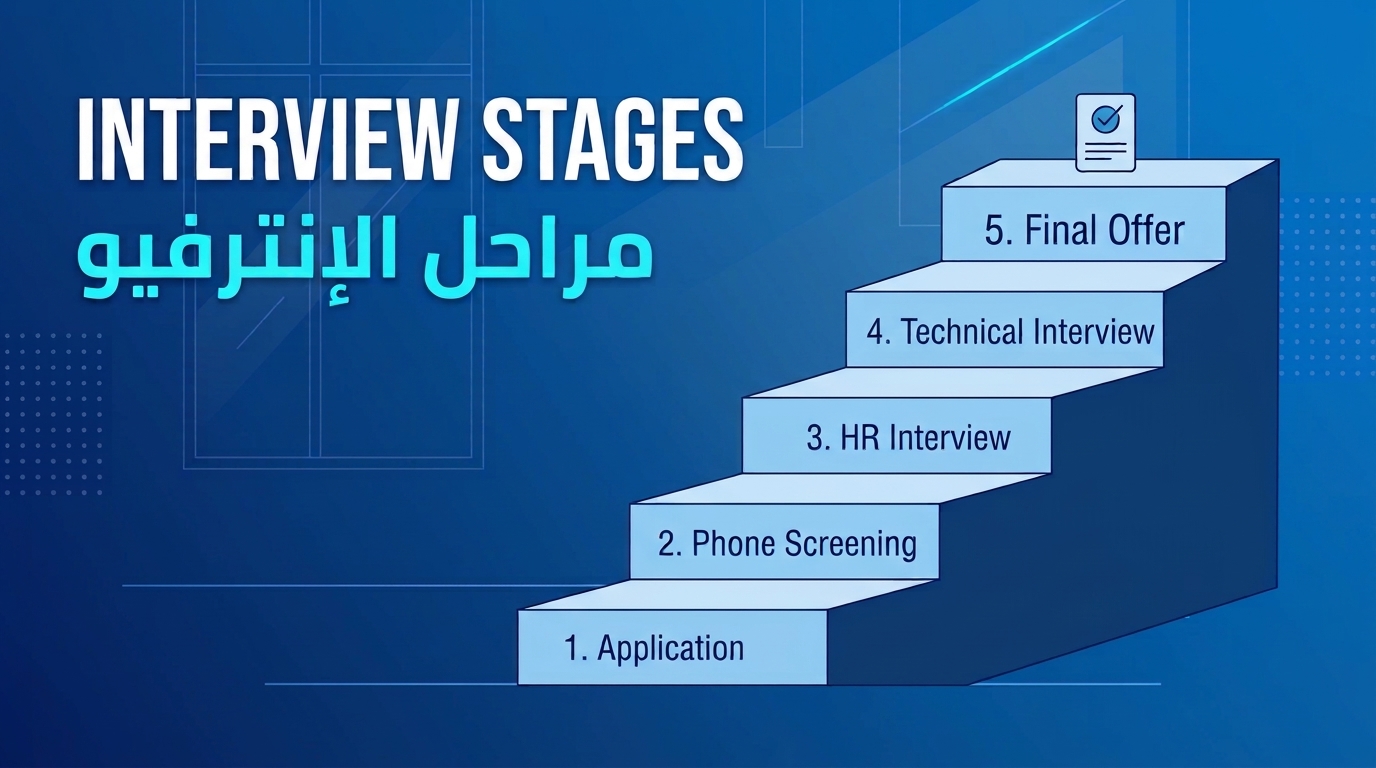 INTERVIEW STAGES
مراحل الإنترفيو
5. Final Offer
4. Technical Interview
3. HR Interview
2. Phone Screening
1. Application